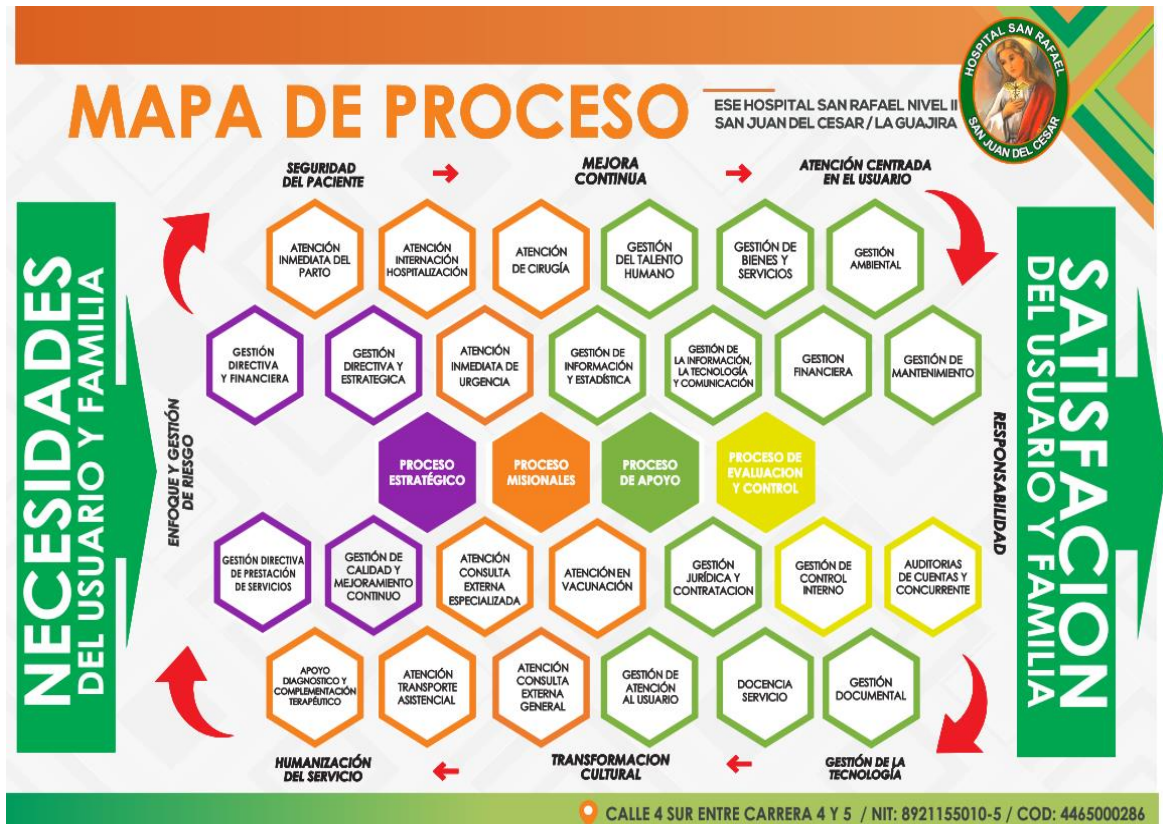 MAPA DE PROCESO
ESE HOSPITAL SAN RAFAEL NIVEL II
SAN JUAN DEL CESAR / LA GUAJIRA
HOSPITAL SAN RAFAEL
SAN JUAN DEL CESAR
SEGURIDAD
DEL PACIENTE
MEJORA
CONTINUA
ATENCIÓN CENTRADA
EN EL USUARIO
NECESIDADES
DEL USUARIO Y FAMILIA
ENFOQUE Y GESTIÓN
DE RIESGO
ATENCIÓN
INMEDIATA DEL
PARTO
ATENCIÓN
INTERNACIÓN
HOSPITALIZACIÓN
ATENCIÓN
DE CIRUGÍA
GESTIÓN
DEL TALENTO
HUMANO
GESTIÓN DE
BIENES Y
SERVICIOS
GESTIÓN
AMBIENTAL
GESTIÓN
DIRECTIVA
Y FINANCIERA
GESTIÓN
DIRECTIVA Y
ESTRATEGICA
ATENCIÓN
INMEDIATA DE
URGENCIA
GESTIÓN DE
INFORMACIÓN
Y ESTADÍSTICA
GESTIÓN DE
LA INFORMACIÓN,
LA TECNOLOGÍA
Y COMUNICACIÓN
GESTION
FINANCIERA
GESTIÓN DE
MANTENIMIENTO
PROCESO
ESTRATÉGICO
PROCESO
MISIONALES
PROCESO
DE APOYO
PROCESO DE
EVALUACION
Y CONTROL
GESTIÓN DIRECTIVA
DE PRESTACIÓN
DE SERVICIOS
GESTIÓN DE
CALIDAD Y
MEJORAMIENTO
CONTINUO
ATENCIÓN
CONSULTA
EXTERNA
ESPECIALIZADA
ATENCIÓN EN
VACUNACIÓN
GESTIÓN
JURÍDICA Y
CONTRATACION
GESTIÓN DE
CONTROL
INTERNO
AUDITORIAS
DE CUENTAS Y
CONCURRENTE
APOYO
DIAGNOSTICO Y
COMPLEMENTACIÓN
TERAPÉUTICO
ATENCIÓN
TRANSPORTE
ASISTENCIAL
ATENCIÓN
CONSULTA
EXTERNA
GENERAL
GESTIÓN DE
ATENCIÓN
AL USUARIO
DOCENCIA
SERVICIO
GESTIÓN
DOCUMENTAL
RESPONSABILIDAD
SATISFACION
DEL USUARIO Y FAMILIA
HUMANIZACIÓN
DEL SERVICIO
TRANSFORMACION
CULTURAL
GESTIÓN DE LA
TECNOLOGÍA
CALLE 4 SUR ENTRE CARRERA 4 Y 5 / NIT: 8921155010-5 / COD: 4465000286